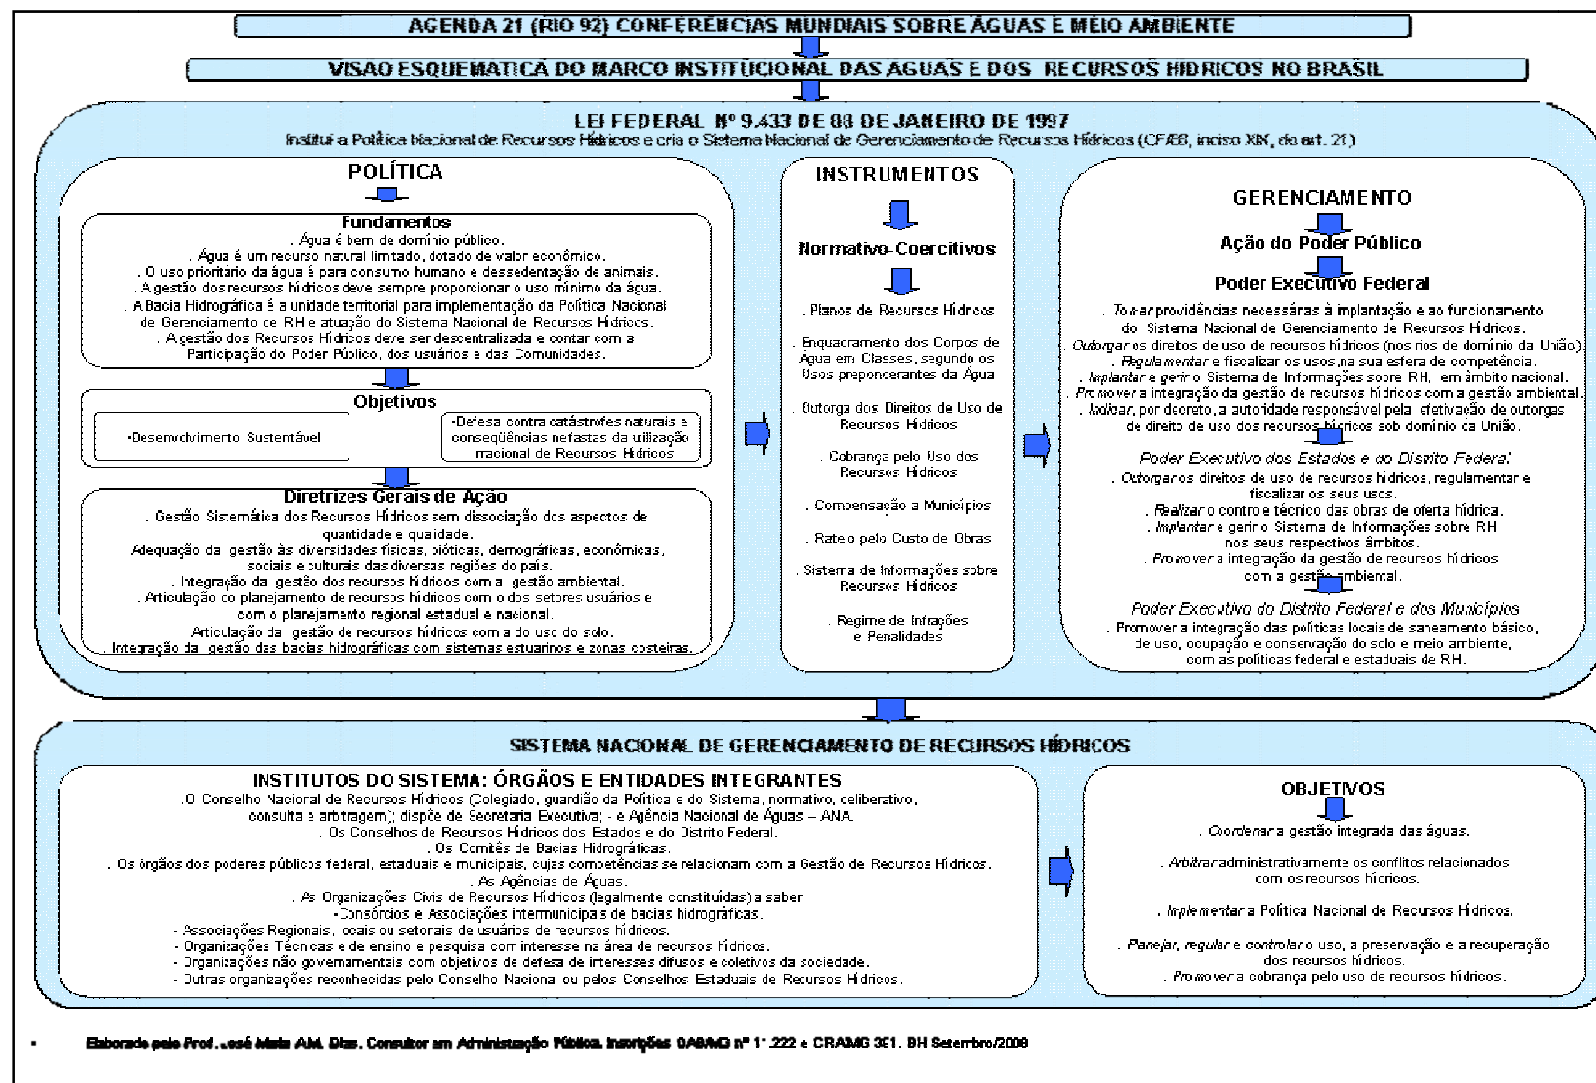 AGENDA 21 (RIO 92) CONFERÊNCIAS MUNDIAIS SOBRE ÁGUAS E MEIO AMBIENTE
VISAO ESQUEMATICA DO MARCO INSTITUCIONAL DAS ÁGUAS E DOS RECURSOS HIDRICOS NO BRASIL
LEI FEDERAL Nº 9.433 DE 08 DE JANEIRO DE 1997
Institui a Política Nacional de Recursos Hídricos e cria o Sistema Nacional de Gerenciamento de Recursos Hídricos (CF/88, inciso XIX, do art. 21)
POLÍTICA
Fundamentos
. Água é bem de domínio público.
. Água é um recurso natural limitado, dotado de valor econômico.
. O uso prioritário da água é para consumo humano e dessedentação de animais.
. A gestão dos recursos hídricos deve sempre proporcionar o uso mínimo da água.
. A Bacia Hidrográfica é a unidade territorial para implementação da Política Nacional
de Gerenciamento de RH e atuação do Sistema Nacional de Recursos Hídricos.
. A gestão dos Recursos Hídricos deve ser descentralizada e contar com a
Participação do Poder Público, dos usuários e das Comunidades.
Objetivos
•Desenvolvimento Sustentável
•Defesa contra catástrofes naturais e
conseqüências nefastas da utilização
irracional de Recursos Hídricos
Diretrizes Gerais de Ação
. Gestão Sistemática dos Recursos Hídricos sem dissociação dos aspectos de
quantidade e qualidade.
Adequação da gestão às diversidades físicas, bióticas, demográficas, econômicas,
sociais e culturais das diversas regiões do país.
. Integração da gestão dos recursos hídricos com a gestão ambiental.
. Articulação do planejamento de recursos hídricos com o dos setores usuários e
com o planejamento regional estadual e nacional.
Articulação da gestão de recursos hídricos com a do uso do solo.
. Integração da gestão das bacias hidrográficas com sistemas estuarinos e zonas costeiras.
INSTRUMENTOS
Normativo-Coercitivos
. Planos de Recursos Hídricos
. Enquadramento dos Corpos de
Água em Classes, segundo os
Usos preponderantes da Água
. Outorga dos Direitos de Uso de
Recursos Hídricos
. Cobrança pelo Uso dos
Recursos Hídricos
. Compensação a Municípios
. Rateio pelo Custo de Obras
. Sistema de Informações sobre
Recursos Hídricos
. Regime de Infrações
e Penalidades
GERENCIAMENTO
Ação do Poder Público
Poder Executivo Federal
. Tomar providências necessárias à implantação e ao funcionamento
do Sistema Nacional de Gerenciamento de Recursos Hídricos.
. Outorgar os direitos de uso de recursos hídricos (nos rios de domínio da União)
. Regulamentar e fiscalizar os usos, na sua esfera de competência.
. Implantar e gerir o Sistema de Informações sobre RH, em âmbito nacional.
. Promover a integração da gestão de recursos hídricos com a gestão ambiental.
. Indicar, por decreto, a autoridade responsável pela efetivação de outorgas
de direito de uso dos recursos hídricos sob domínio da União.
Poder Executivo dos Estados e do Distrito Federal
. Outorgar os direitos de uso de recursos hídricos, regulamentar e
fiscalizar os seus usos.
. Realizar o controle técnico das obras de oferta hídrica.
. Implantar e gerir o Sistema de Informações sobre RH
nos seus respectivos âmbitos.
. Promover a integração da gestão de recursos hídricos
com a gestão ambiental.
Poder Executivo do Distrito Federal e dos Municípios
. Promover a integração das políticas locais de saneamento básico,
de uso, ocupação e conservação do solo e meio ambiente,
com as políticas federal e estaduais de RH.
SISTEMA NACIONAL DE GERENCIAMENTO DE RECURSOS HÍDRICOS
INSTITUTOS DO SISTEMA: ÓRGÃOS E ENTIDADES INTEGRANTES
. O Conselho Nacional de Recursos Hídricos (Colegiado, guardião da Política e do Sistema, normativo, deliberativo,
consulta e arbitragem); dispõe de Secretaria Executiva; - e Agência Nacional de Águas – ANA.
. Os Conselhos de Recursos Hídricos dos Estados e do Distrito Federal.
. Os Comitês de Bacias Hidrográficas.
. Os órgãos dos poderes públicos federal, estaduais e municipais, cujas competências se relacionam com a Gestão de Recursos Hídricos.
. As Agências de Águas.
. As Organizações Civis de Recursos Hídricos (legalmente constituídas) a saber
•Consórcios e Associações intermunicipais de bacias hidrográficas.
- Associações Regionais, locais ou setorais de usuários de recursos hídricos.
- Organizações Técnicas e de ensino e pesquisa com interesse na área de recursos hídricos.
- Organizações não governamentais com objetivos de defesa de interesses difusos e coletivos da sociedade.
- Outras organizações reconhecidas pelo Conselho Nacional ou pelos Conselhos Estaduais de Recursos Hídricos.
OBJETIVOS
. Coordenar a gestão integrada das águas.
. Arbitrar administrativamente os conflitos relacionados
com os recursos hídricos.
. Implementar a Política Nacional de Recursos Hídricos.
. Planejar, regular e controlar o uso, a preservação e a recuperação
dos recursos hídricos.
. Promover a cobrança pelo uso de recursos hídricos.
• Elaborado pelo Prof. José Maria A.M. Dias. Consultor em Administração Pública. Inscrições OAB/MG nº 11.222 e CRA/MG 361. BH Setembro/2008